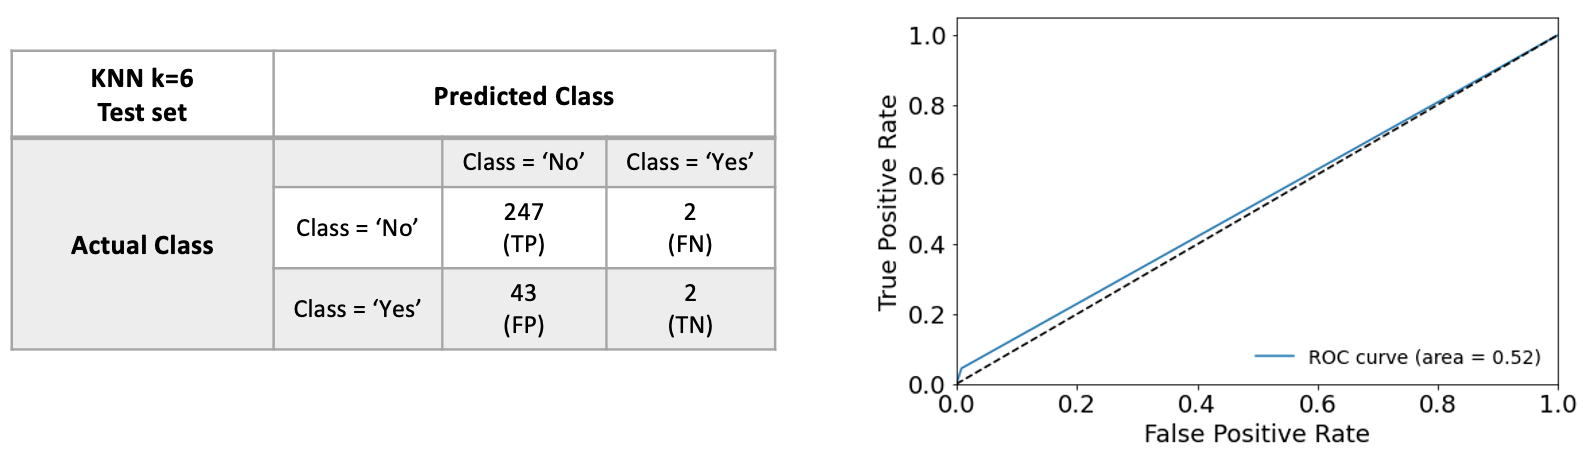 KNN k=6
Test set
Predicted Class
Class = ‘No’
Class = ‘Yes’
Actual Class
Class = ‘No’
247
(TP)
2
(FN)
Class = ‘Yes’
43
(FP)
2
(TN)
True Positive Rate
1.0
0.8
0.6
0.4
0.2
0.0
0.0
0.2
0.4
0.6
0.8
1.0
False Positive Rate
ROC curve (area = 0.52)